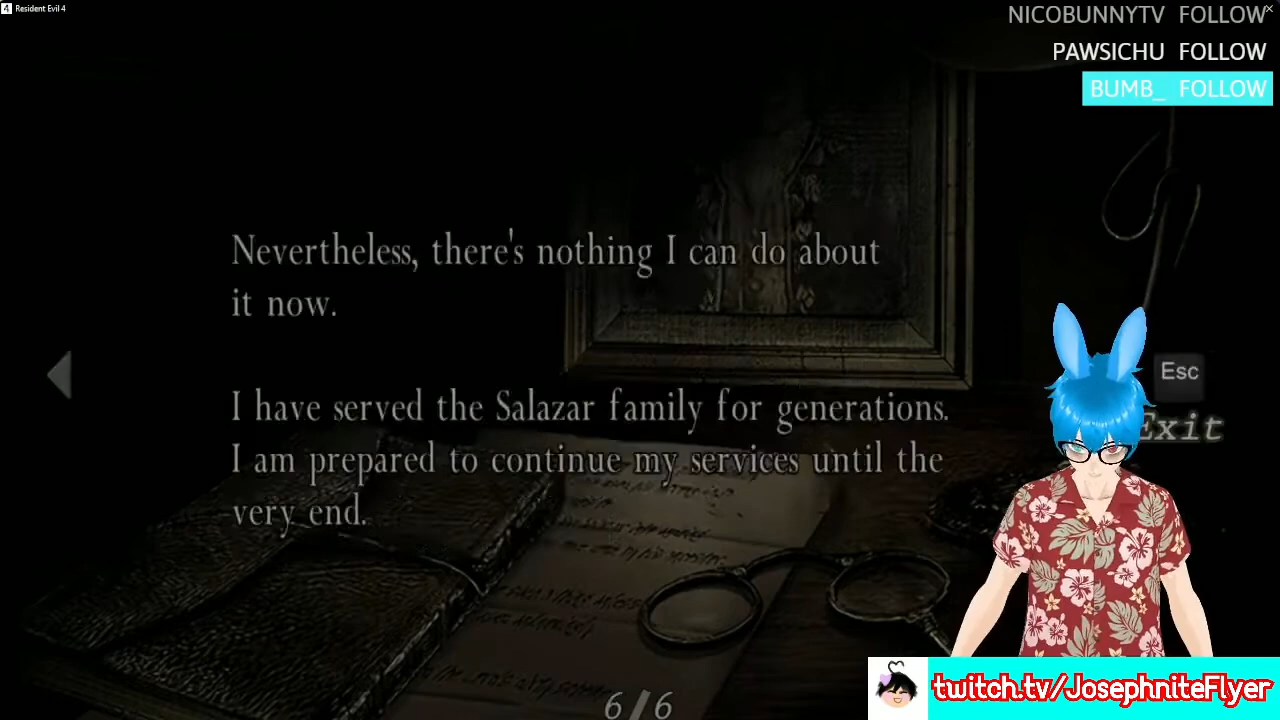 4 Resident Evil 4
NICOBUNNYTV FOLLOW
PAWSICHU FOLLOW
BUMB_ FOLLOW
Nevertheless, there's nothing I can do about
it now.
I have served the Salazar family for generations.
I am prepared to continue my services until the
very end.
Esc
Exit
6/6
twitch.tv/JosephniteFlyer